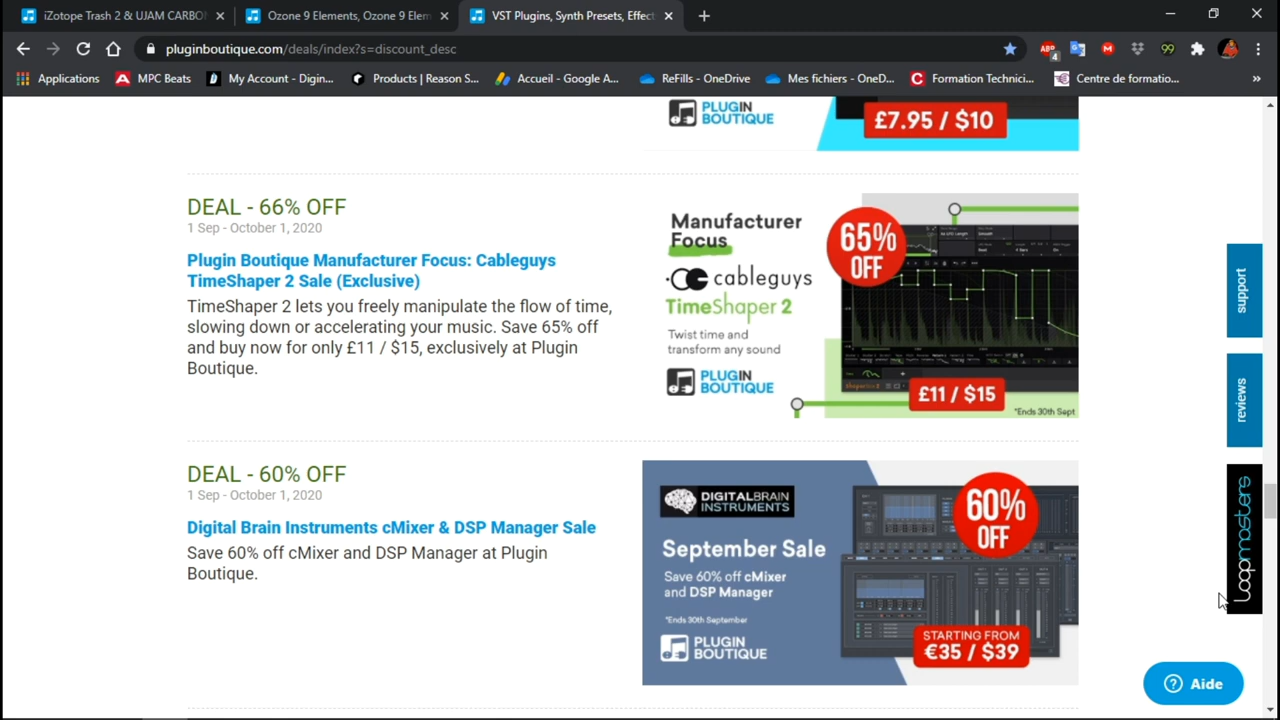 iZotope Trash 2 & UJAM CARBON
Ozone 9 Elements, Ozone 9 Elem
VST Plugins, Synth Presets, Effect
pluginboutique.com/deals/index?s=discount_desc
ABP
4
M
99
Applications
MPC Beats
My Account - Digin...
Products | Reason S...
Accueil - Google A...
ReFills - OneDrive
Mes fichiers - OneD...
Formation Technici...
Centre de formatio...
»
PLUGIN
BOUTIQUE
£7.95 / $10
DEAL - 66% OFF
1 Sep - October 1, 2020
Plugin Boutique Manufacturer Focus: Cableguys
TimeShaper 2 Sale (Exclusive)
TimeShaper 2 lets you freely manipulate the flow of time,
slowing down or accelerating your music. Save 65% off
and buy now for only £11 / $15, exclusively at Plugin
Boutique.
Manufacturer
Focus
cableguys
TimeShaper 2
Twist time and
transform any sound
PLUGIN
BOUTIQUE
65%
OFF
£11 / $15
*Ends 30th Sept
DEAL - 60% OFF
1 Sep - October 1, 2020
Digital Brain Instruments cMixer & DSP Manager Sale
Save 60% off cMixer and DSP Manager at Plugin
Boutique.
DIGITALBRAIN
INSTRUMENTS
September Sale
Save 60% off cMixer
and DSP Manager
*Ends 30th September
PLUGIN
BOUTIQUE
60%
OFF
STARTING FROM
€35 / $39
support
reviews
loopmasters
Aide